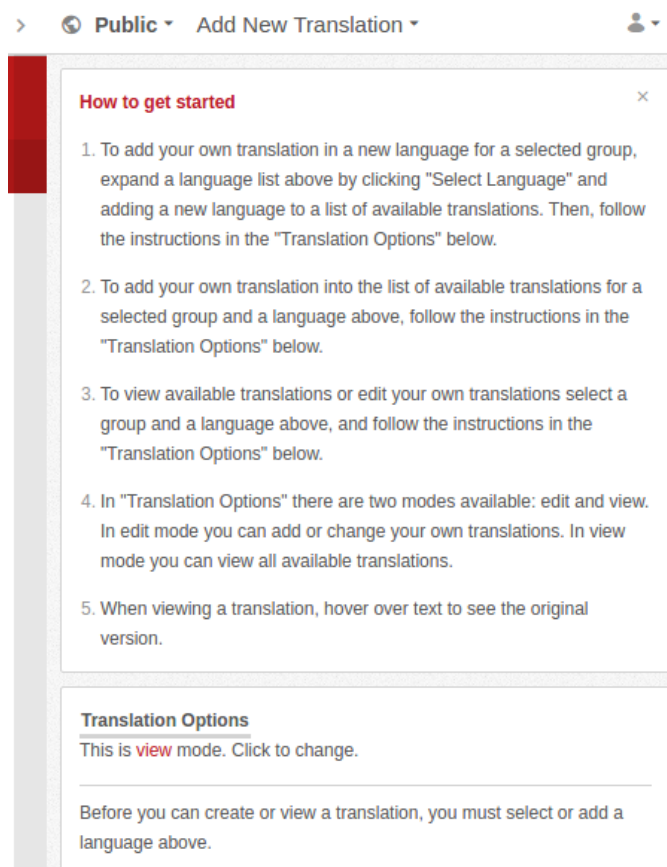 Public Add New Translation
How to get started
1. To add your own translation in a new language for a selected group,
expand a language list above by clicking "Select Language" and
adding a new language to a list of available translations. Then, follow
the instructions in the "Translation Options" below.
2. To add your own translation into the list of available translations for a
selected group and a language above, follow the instructions in the
"Translation Options" below.
3. To view available translations or edit your own translations select a
group and a language above, and follow the instructions in the
"Translation Options" below.
4. In "Translation Options" there are two modes available: edit and view.
In edit mode you can add or change your own translations. In view
mode you can view all available translations.
5. When viewing a translation, hover over text to see the original
version.
Translation Options
This is view mode. Click to change.
Before you can create or view a translation, you must select or add a
language above.